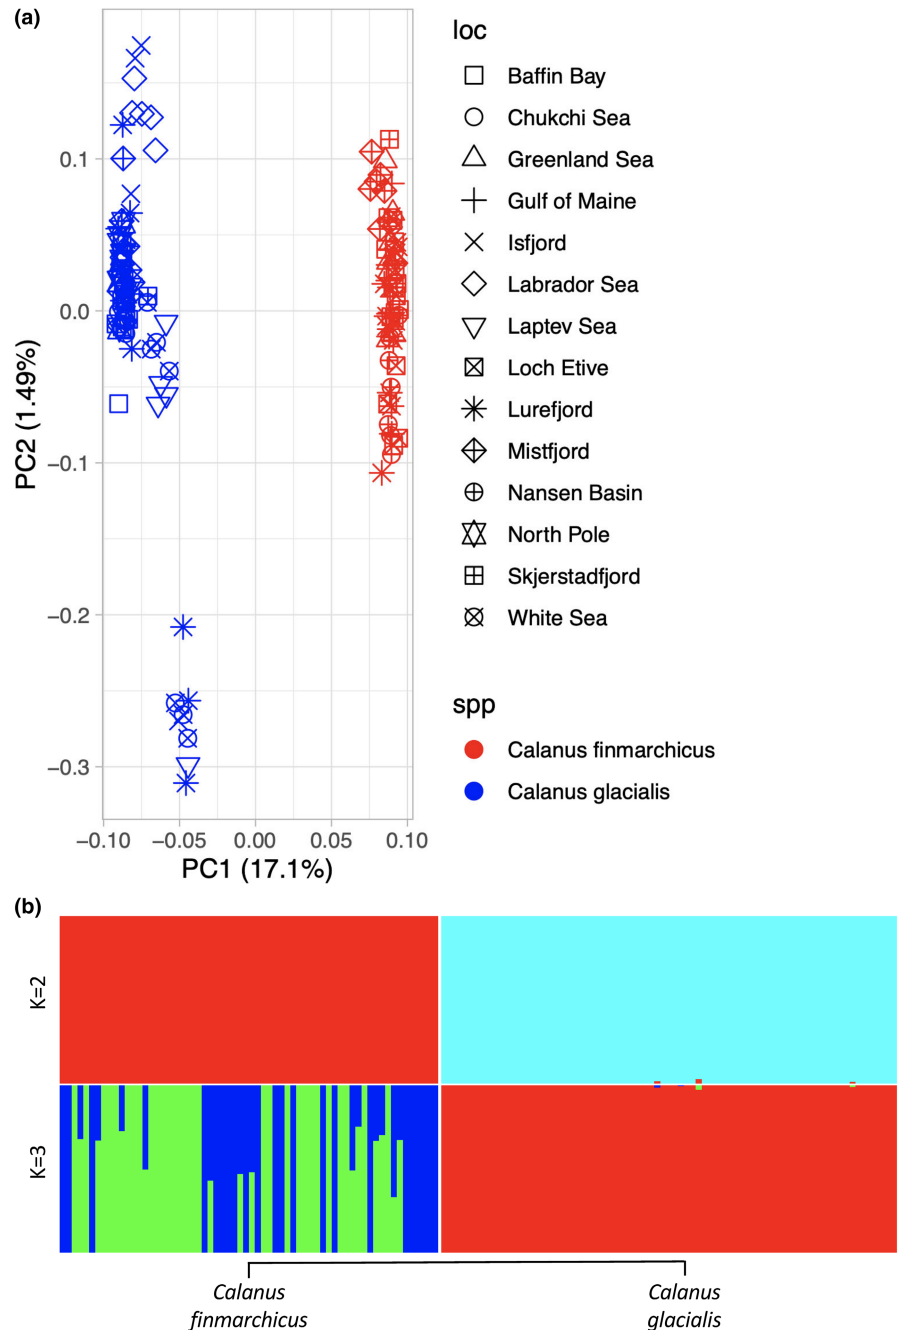 (a)
loc
Baffin Bay
Chukchi Sea
Greenland Sea
Gulf of Maine
Isfjord
Labrador Sea
Laptev Sea
Loch Etive
Lurefjord
Mistfjord
Nansen Basin
North Pole
Skjerstadfjord
White Sea
spp
Calanus finmarchicus
Calanus glacialis
PC2 (1.49%)
0.1
0.0
−0.1
−0.2
−0.3
−0.10 −0.05 0.00 0.05 0.10
PC1 (17.1%)
(b)
K=2
K=3
Calanus
finmarchicus
Calanus
glacialis